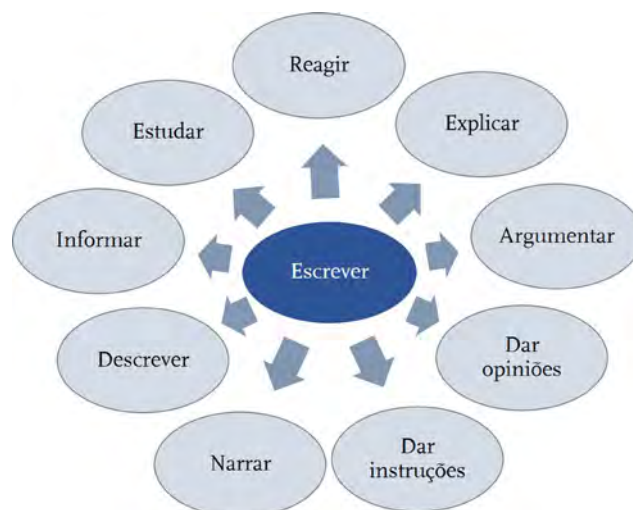 Reagir
Explicar
Argumentar
Dar
opiniões
Dar
instruções
Narrar
Descrever
Informar
Estudar
Escrever